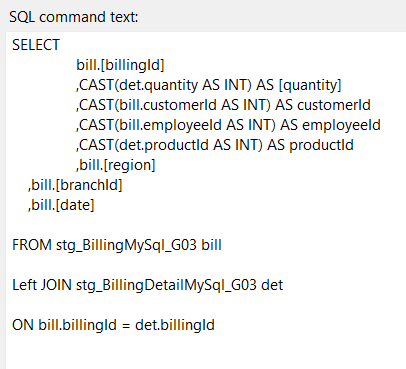 SQL command text:
SELECT
bill.[billingId]
,CAST(det.quantity AS INT) AS [quantity]
,CAST(bill.customerId AS INT) AS customerId
,CAST(bill.employeeId AS INT) AS employeeId
,CAST(det.productId AS INT) AS productId
,bill.[region]
,bill.[branchId]
,bill.[date]
FROM stg_BillingMySql_G03 bill
Left JOIN stg_BillingDetailMySql_G03 det
ON bill.billingId = det.billingId